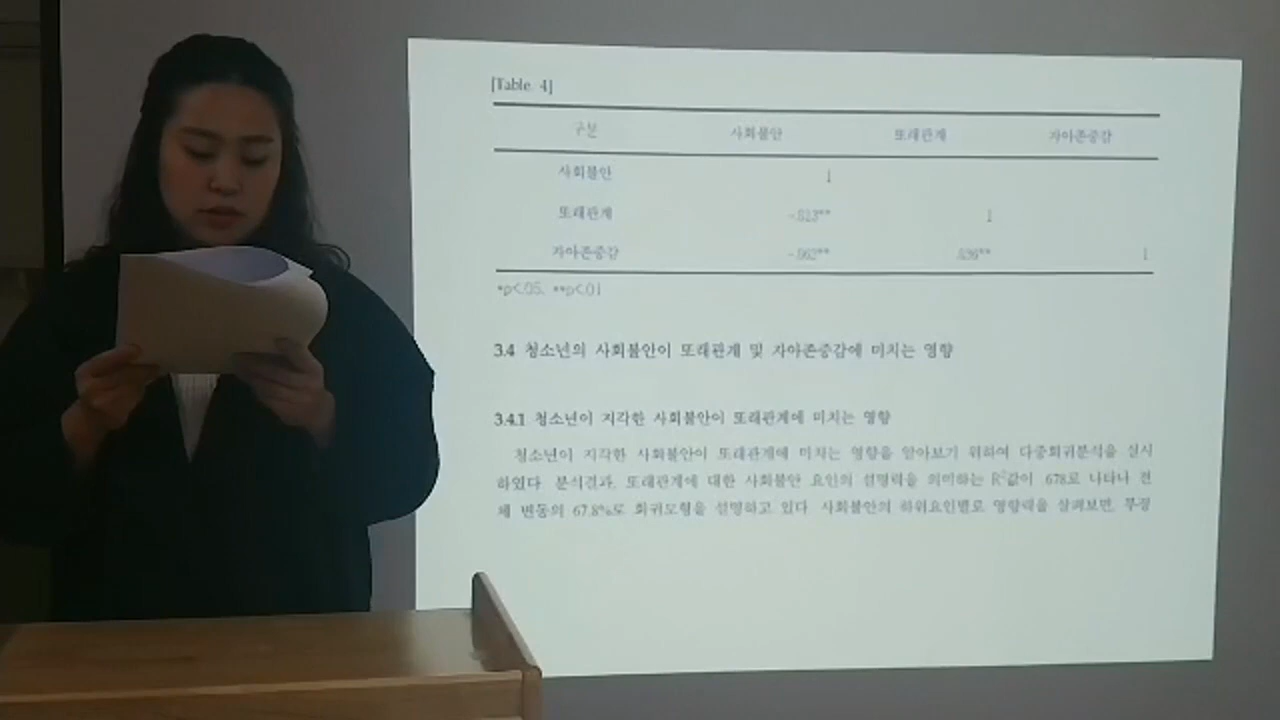 [Table. 4]
구분 사회불안 또래관계 자아존중감
사회불안 1
또래관계 -.813** 1
자아존중감 1
*p<.05, **p<.01
3.4 청소년의 사회불안이 또래관계 및 자아존중감에 미치는 영향
3.4.1 청소년이 지각한 사회불안이 또래관계에 미치는 영향
청소년이 지각한 사회불안이 또래관계에 미치는 영향을 알아보기 위하여 다중회귀분석을 실시
하였다. 분석결과, 또래관계에 대한 사회불안 요인의 설명력을 의미하는 R²값이 .678로 나타나 전
체 변동의 67.8%로 회귀모형을 설명하고 있다. 사회불안의 하위요인별로 영향력을 살펴보면, 부정